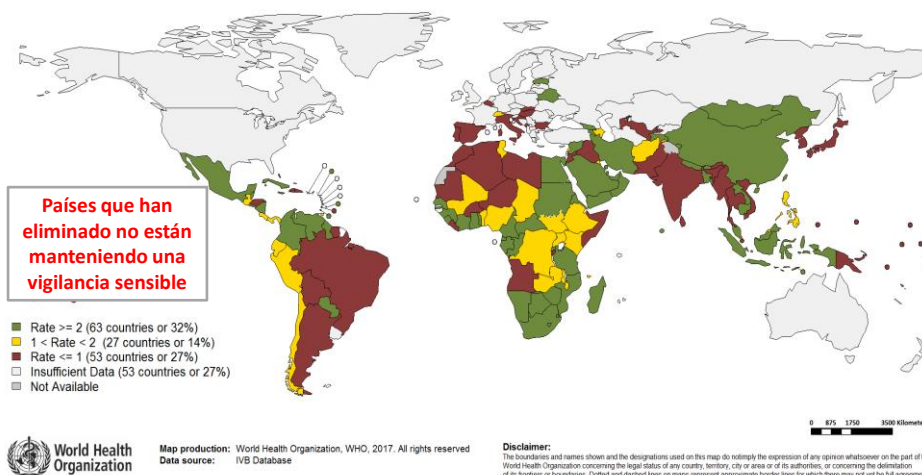 Países que han
eliminado no están
manteniendo una
vigilancia sensible
Rate >= 2 (63 countries or 32%)
1 < Rate < 2 (27 countries or 14%)
Rate <= 1 (53 countries or 27%)
Insufficient Data (53 countries or 27%)
Not Available
0 875 1750 3500 Kilomete
World Health
Organization
Map production: World Health Organization, WHO, 2017. All rights reserved
Data source: IVB Database
Disclaimer:
The boundaries and names shown and the designations used on this map do notimply the expression of any opinion whatsoever on the part of
World Health Organization concerning the legal status of any country, territory, city or area or of its authorities, or concerning the delimitation